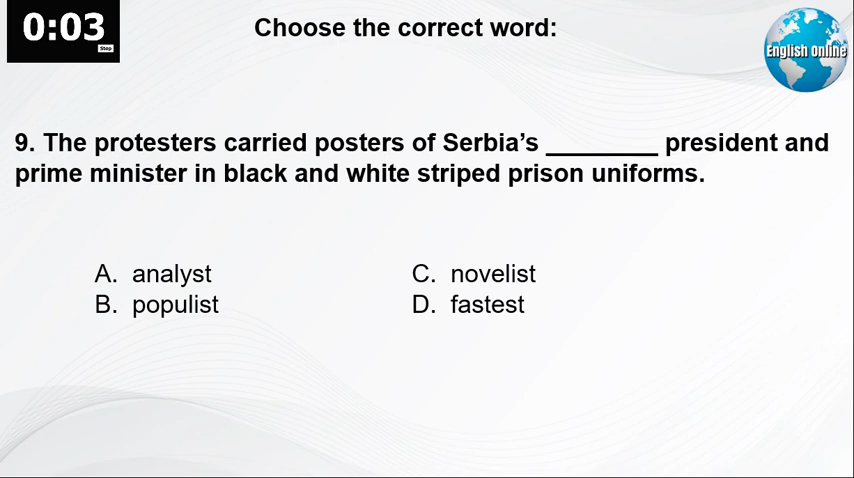 0:03
Stop
Choose the correct word:
English Online
9. The protesters carried posters of Serbia’s ________ president and
prime minister in black and white striped prison uniforms.
A. analyst
B. populist
C. novelist
D. fastest